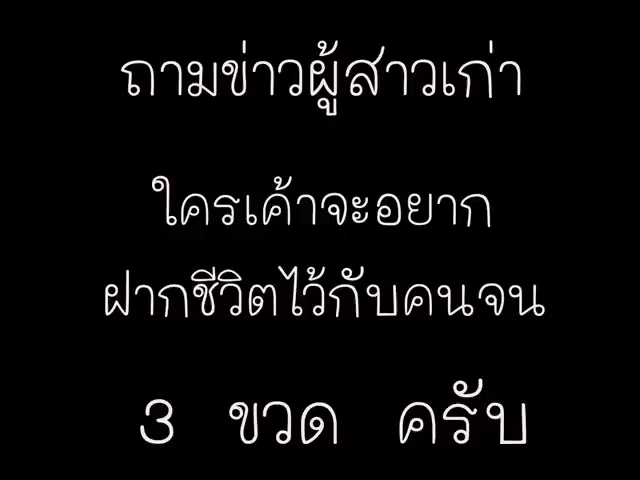 ถามข่าวผู้สาวเก่า
ใครเค้าจะอยาก
ฝากชีวิตไว้กับคนจน
3 ขวด ครับ